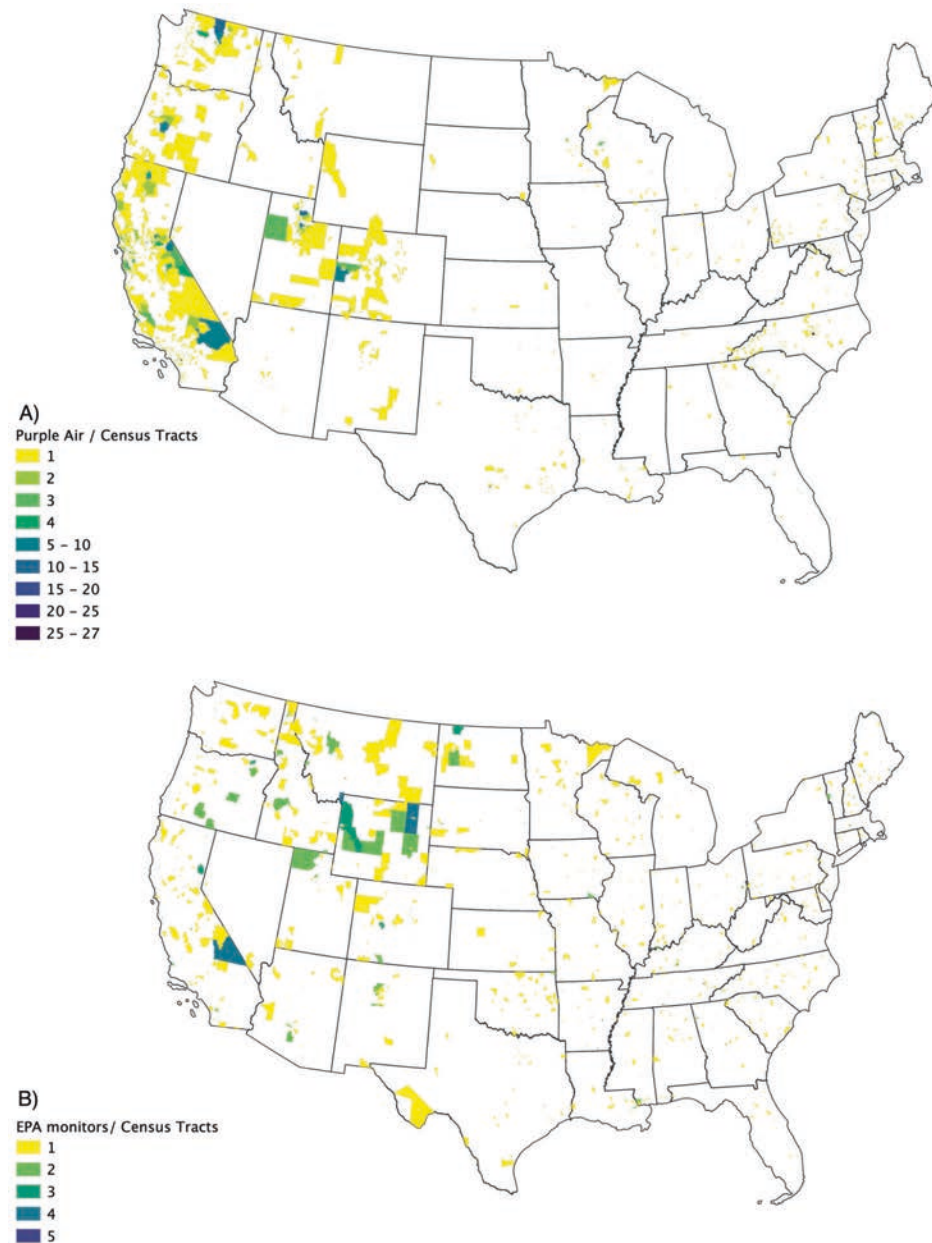 A)
Purple Air / Census Tracts
1
2
3
4
5 – 10
10 – 15
15 – 20
20 – 25
25 – 27
B)
EPA monitors/ Census Tracts
1
2
3
4
5